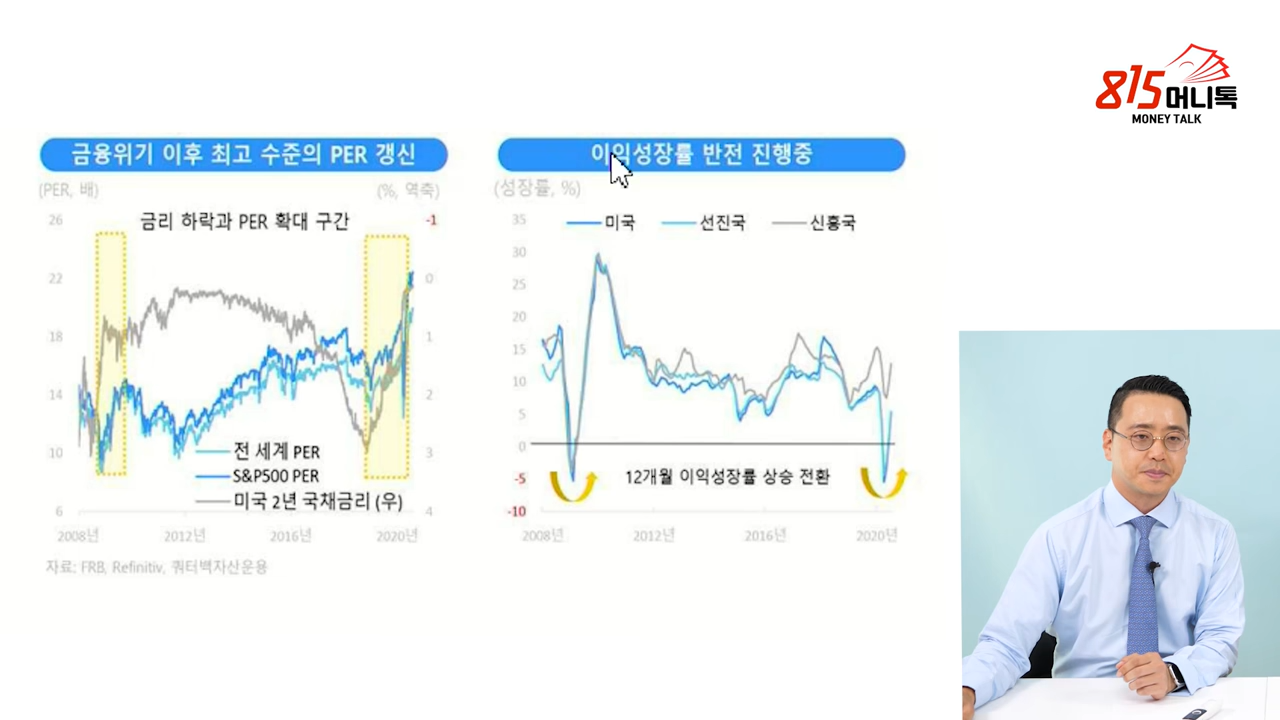 815머니톡
MONEY TALK
금융위기 이후 최고 수준의 PER 갱신
(PER, 배)
(%, 역축)
금리 하락과 PER 확대 구간
26
22
18
14
10
6
-1
0
1
2
3
4
전 세계 PER
S&P500 PER
미국 2년 국채금리 (우)
2008년
2012년
2016년
2020년
자료: FRB, Refinitiv, 쿼터백자산운용
이익성장률 반전 진행중
(성장률, %)
미국
선진국
신흥국
35
30
25
20
15
10
5
0
-5
-10
12개월 이익성장률 상승 전환
2008년
2012년
2016년
2020년